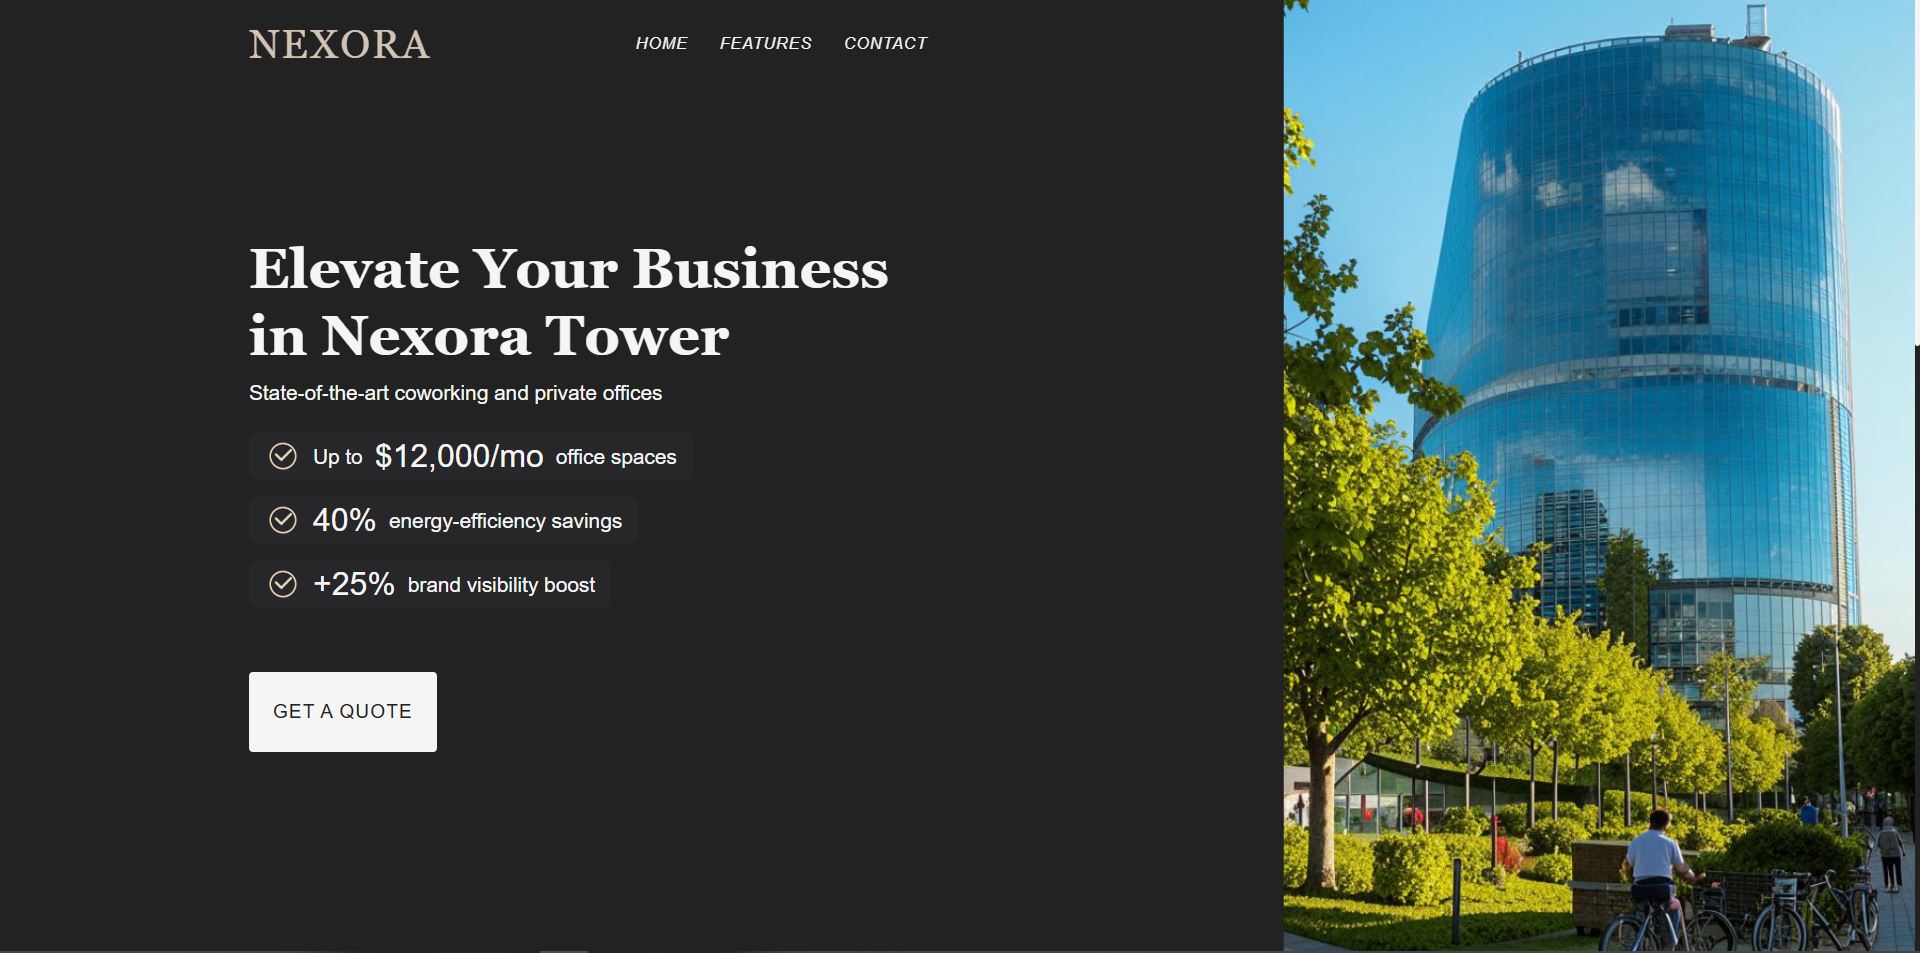 NEXORA
HOME FEATURES CONTACT
Elevate Your Business
in Nexora Tower
State-of-the-art coworking and private offices
Up to $12,000/mo office spaces
40% energy-efficiency savings
+25% brand visibility boost
GET A QUOTE